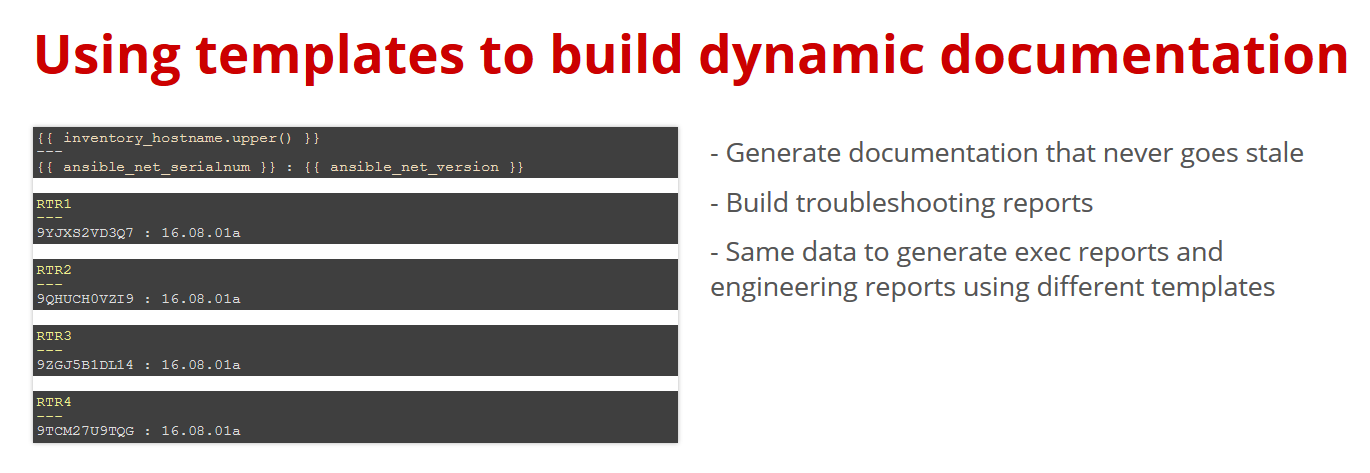 Using templates to build dynamic documentation
{{ inventory_hostname.upper() }}
---
{{ ansible_net_serialnum }} : {{ ansible_net_version }}
RTR1
---
9YJXS2VD3Q7 : 16.08.01a
RTR2
---
9QHUCH0VZI9 : 16.08.01a
RTR3
---
9ZGJ5B1DL14 : 16.08.01a
RTR4
---
9TCM27U9TQG : 16.08.01a
- Generate documentation that never goes stale
- Build troubleshooting reports
- Same data to generate exec reports and
engineering reports using different templates